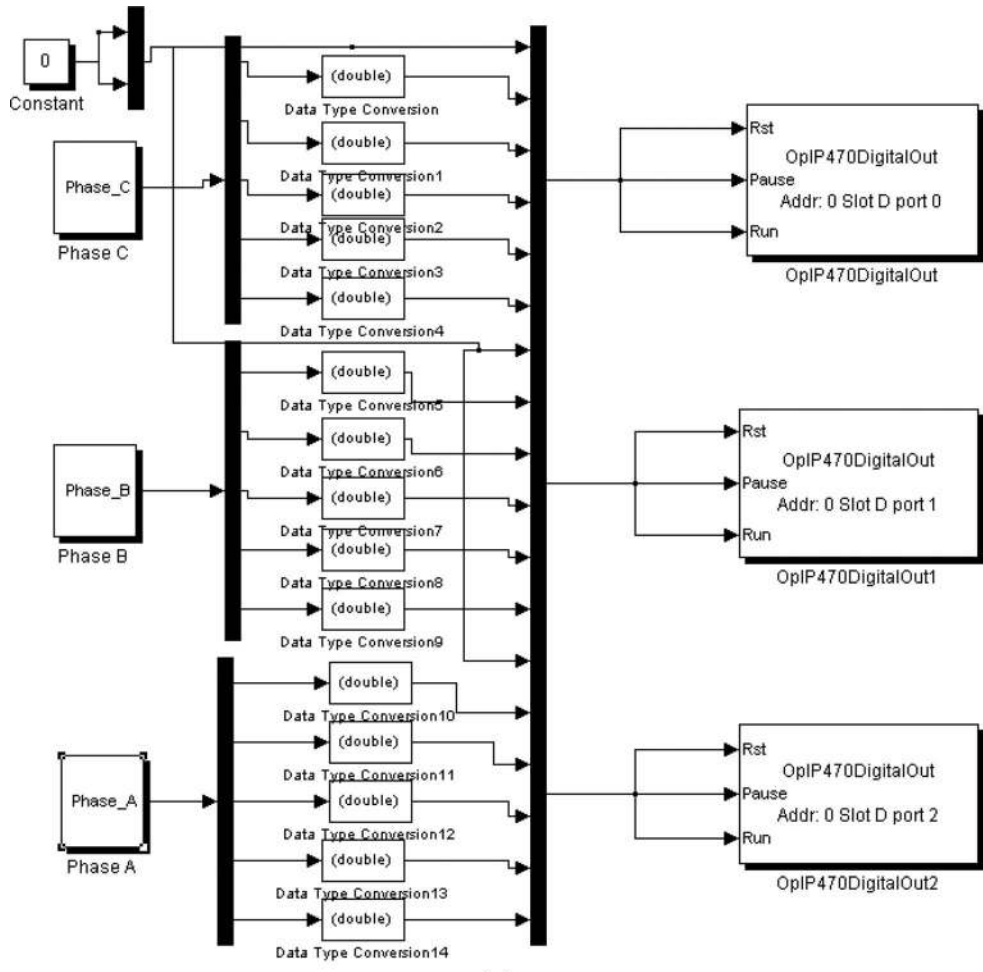 0
Constant
(double)
Data Type Conversion
(double)
Data Type Conversion1
Phase_C
Phase C
(double)
Data Type Conversion2
(double)
Data Type Conversion3
(double)
Data Type Conversion4
(double)
Data Type Conversion5
Phase_B
Phase B
(double)
Data Type Conversion6
(double)
Data Type Conversion7
(double)
Data Type Conversion8
(double)
Data Type Conversion9
(double)
Data Type Conversion10
Phase_A
Phase A
(double)
Data Type Conversion11
(double)
Data Type Conversion12
(double)
Data Type Conversion13
(double)
Data Type Conversion14
Rst
OpIP470DigitalOut
Pause
Addr: 0 Slot D port 0
Run
OpIP470DigitalOut
Rst
OpIP470DigitalOut
Pause
Addr: 0 Slot D port 1
Run
OpIP470DigitalOut1
Rst
OpIP470DigitalOut
Pause
Addr: 0 Slot D port 2
Run
OpIP470DigitalOut2